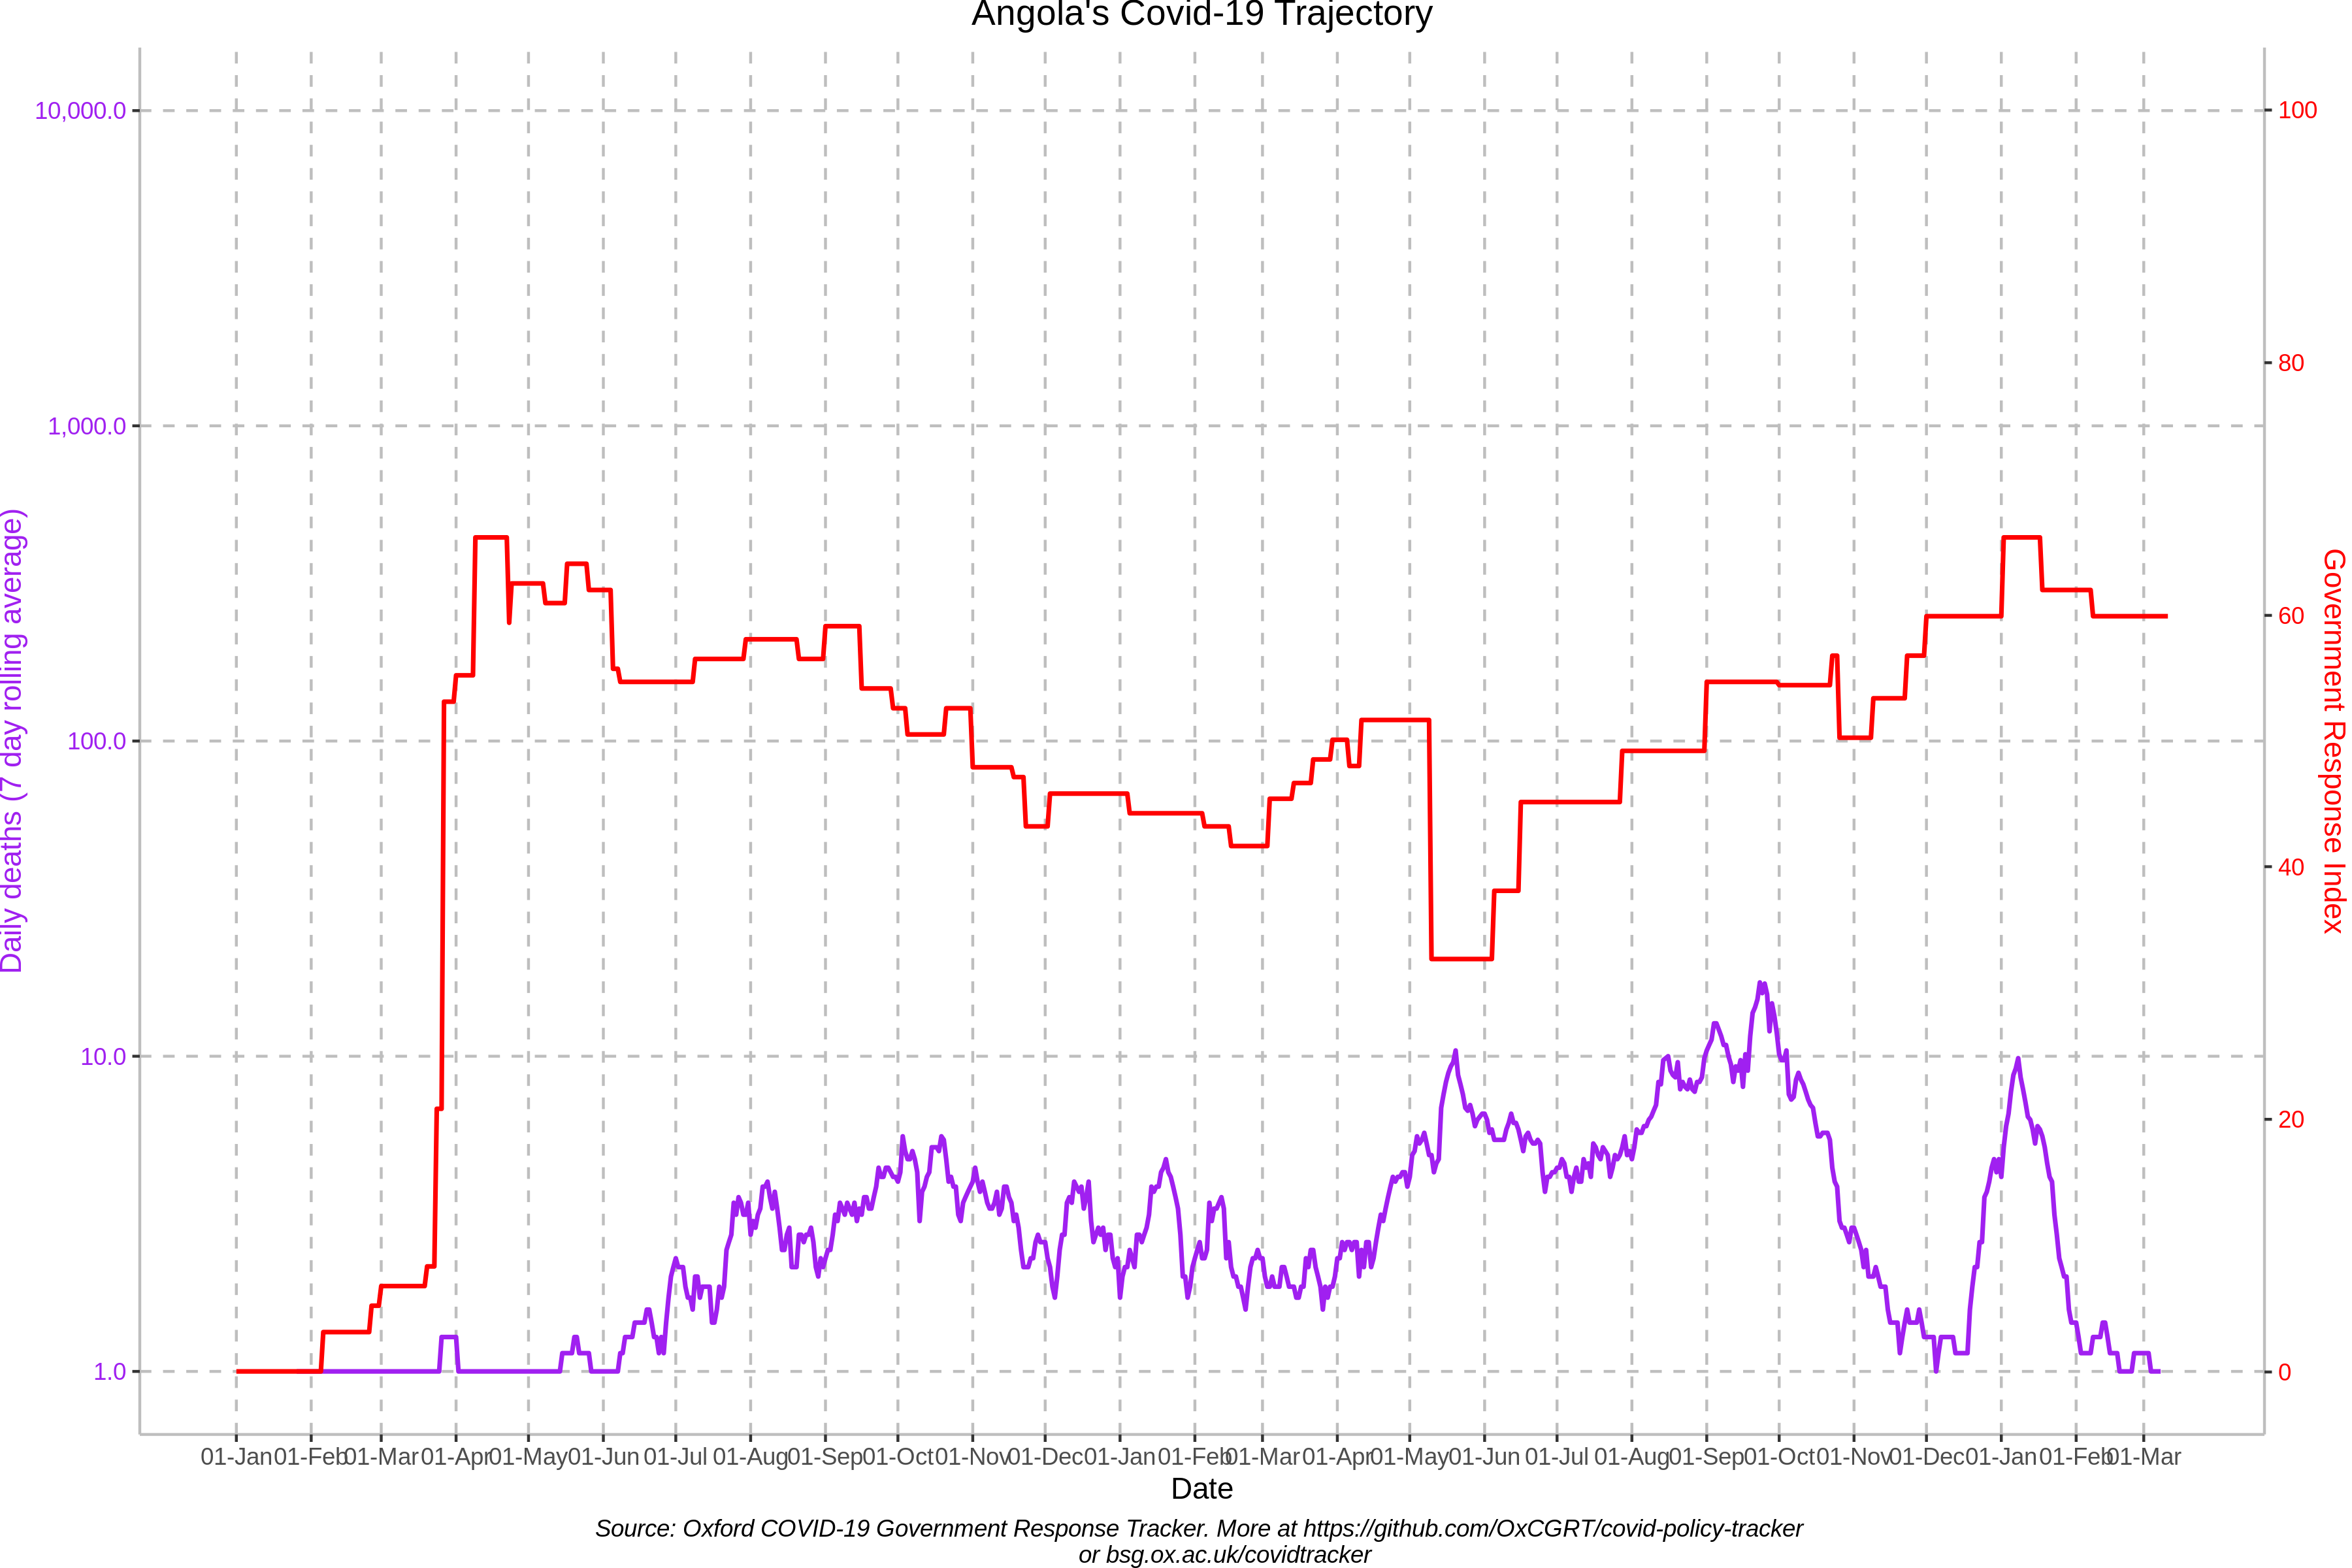 Angola's Covid-19 Trajectory
10,000.0
1,000.0
100.0
10.0
1.0
Daily deaths (7 day rolling average)
100
80
60
40
20
0
Government Response Index
01-Jan 01-Feb 01-Mar 01-Apr 01-May 01-Jun 01-Jul 01-Aug 01-Sep 01-Oct 01-Nov 01-Dec 01-Jan 01-Feb 01-Mar 01-Apr 01-May 01-Jun 01-Jul 01-Aug 01-Sep 01-Oct 01-Nov 01-Dec 01-Jan 01-Feb 01-Mar
Date
Source: Oxford COVID-19 Government Response Tracker. More at https://github.com/OxCGRT/covid-policy-tracker
or bsg.ox.ac.uk/covidtracker